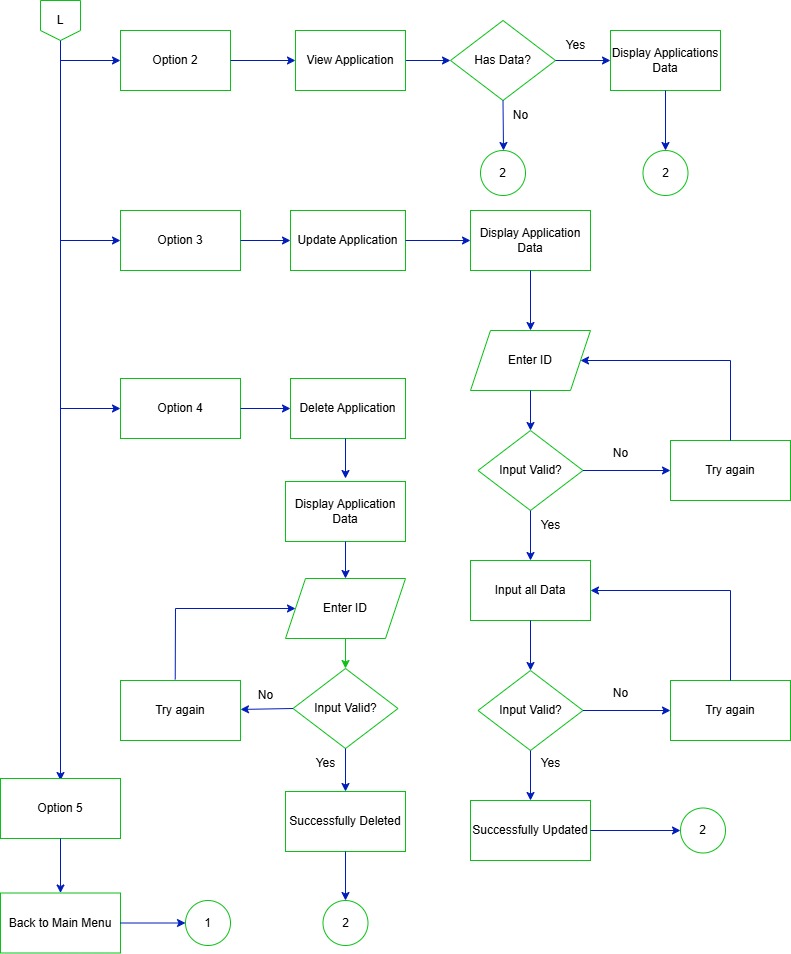 L
Option 2
View Application
Has Data?
Yes
Display Applications
Data
No
2
2
Option 3
Update Application
Display Application
Data
Enter ID
Input Valid?
No
Try again
Yes
Input all Data
Input Valid?
No
Try again
Yes
Successfully Updated
2
Option 4
Delete Application
Display Application
Data
Enter ID
Input Valid?
No
Try again
Yes
Successfully Deleted
2
Option 5
Back to Main Menu
1